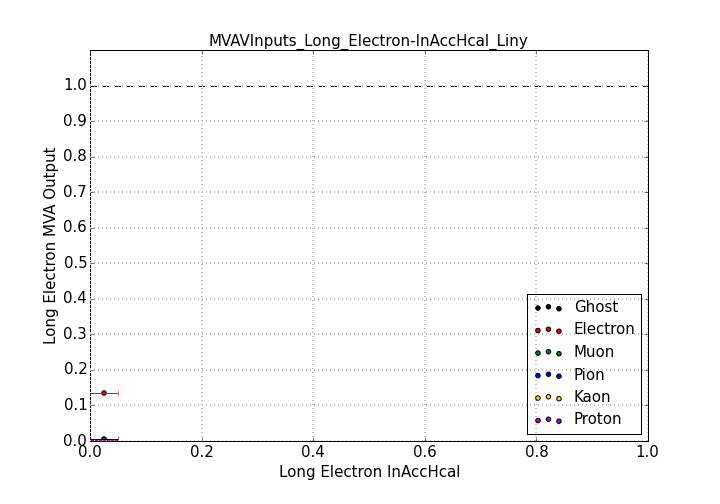 MVAVInputs_Long_Electron-InAccHcal_Liny
Long Electron MVA Output
1.0
0.9
0.8
0.7
0.6
0.5
0.4
0.3
0.2
0.1
0.0
Ghost
Electron
Muon
Pion
Kaon
Proton
0.0 0.2 0.4 0.6 0.8 1.0
Long Electron InAccHcal